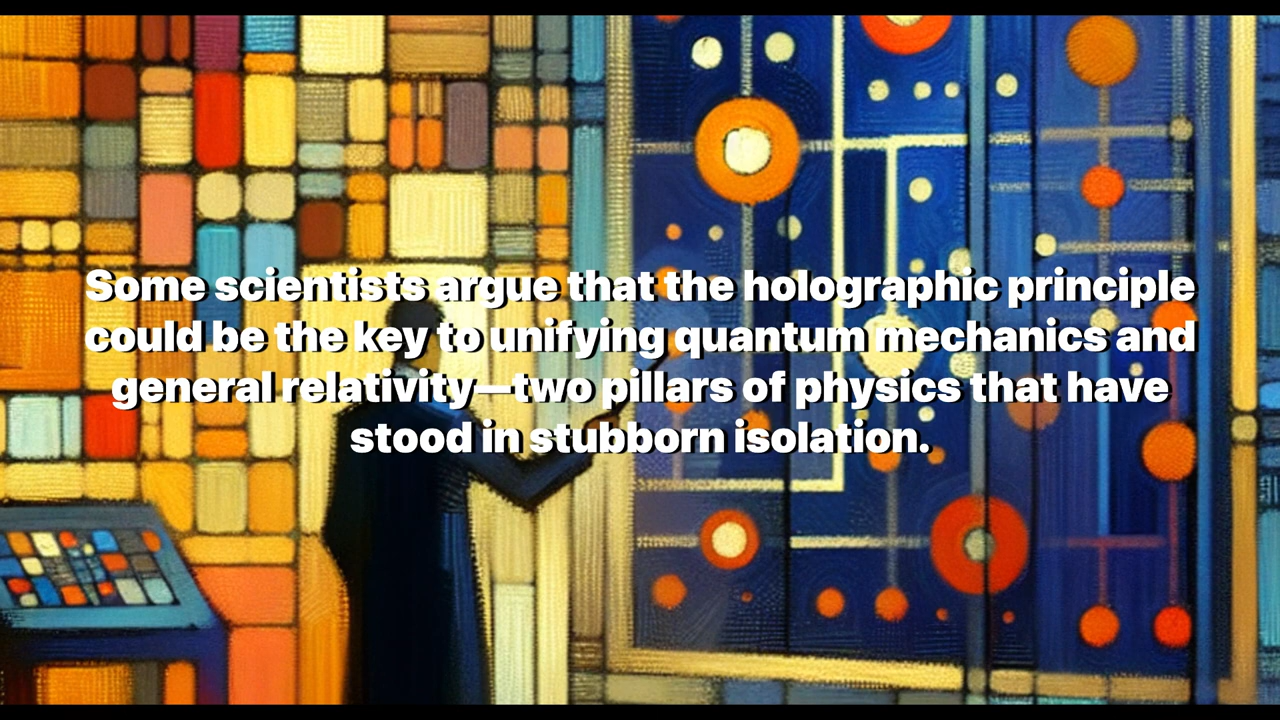 Some scientists argue that the holographic principle
could be the key to unifying quantum mechanics and
general relativity—two pillars of physics that have
stood in stubborn isolation.